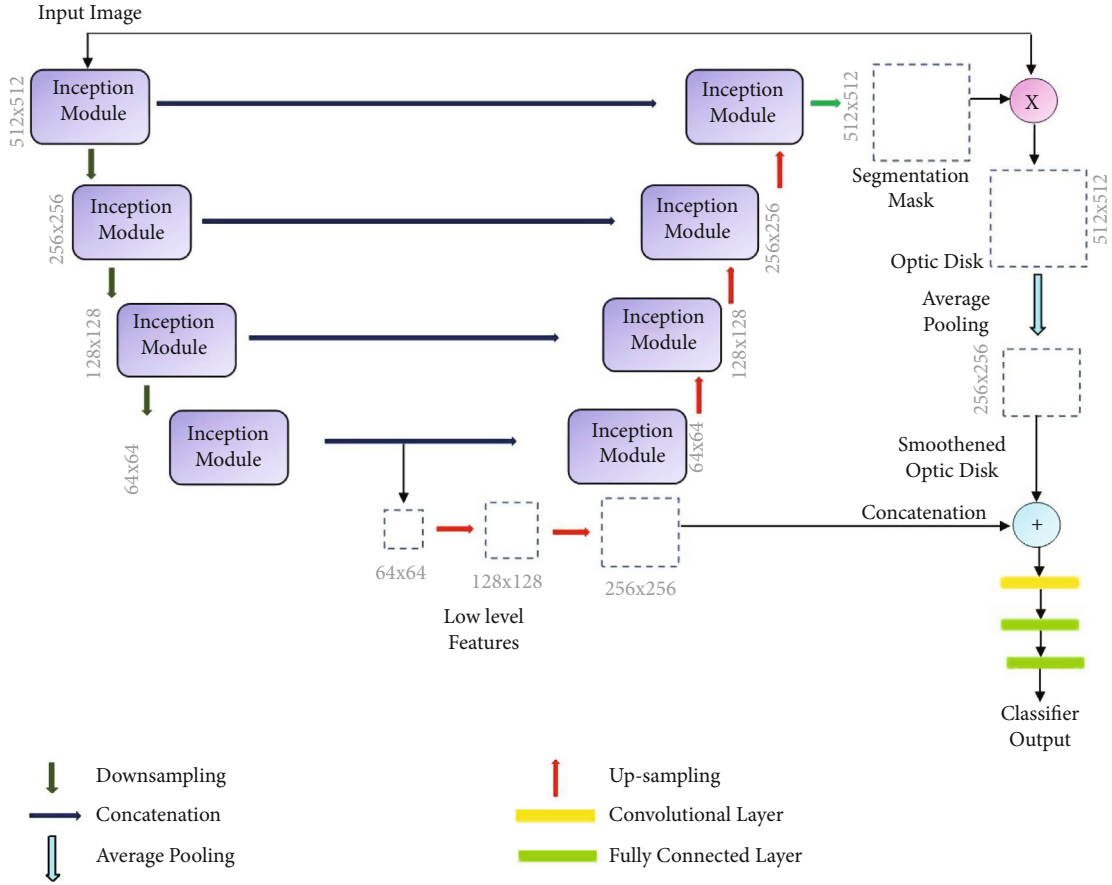 Input Image
512x512
Inception
Module
Inception
Module
512x512
X
Segmentation
Mask
256x256
Inception
Module
Inception
Module
256x256
512x512
Optic Disk
Average
Pooling
128x128
Inception
Module
Inception
Module
128x128
256x256
64x64
Inception
Module
Inception
Module
64x64
Smoothened
Optic Disk
Concatenation
+
64x64
128x128
256x256
Low level
Features
Classifier
Output
Downsampling
Up-sampling
Concatenation
Convolutional Layer
Average Pooling
Fully Connected Layer